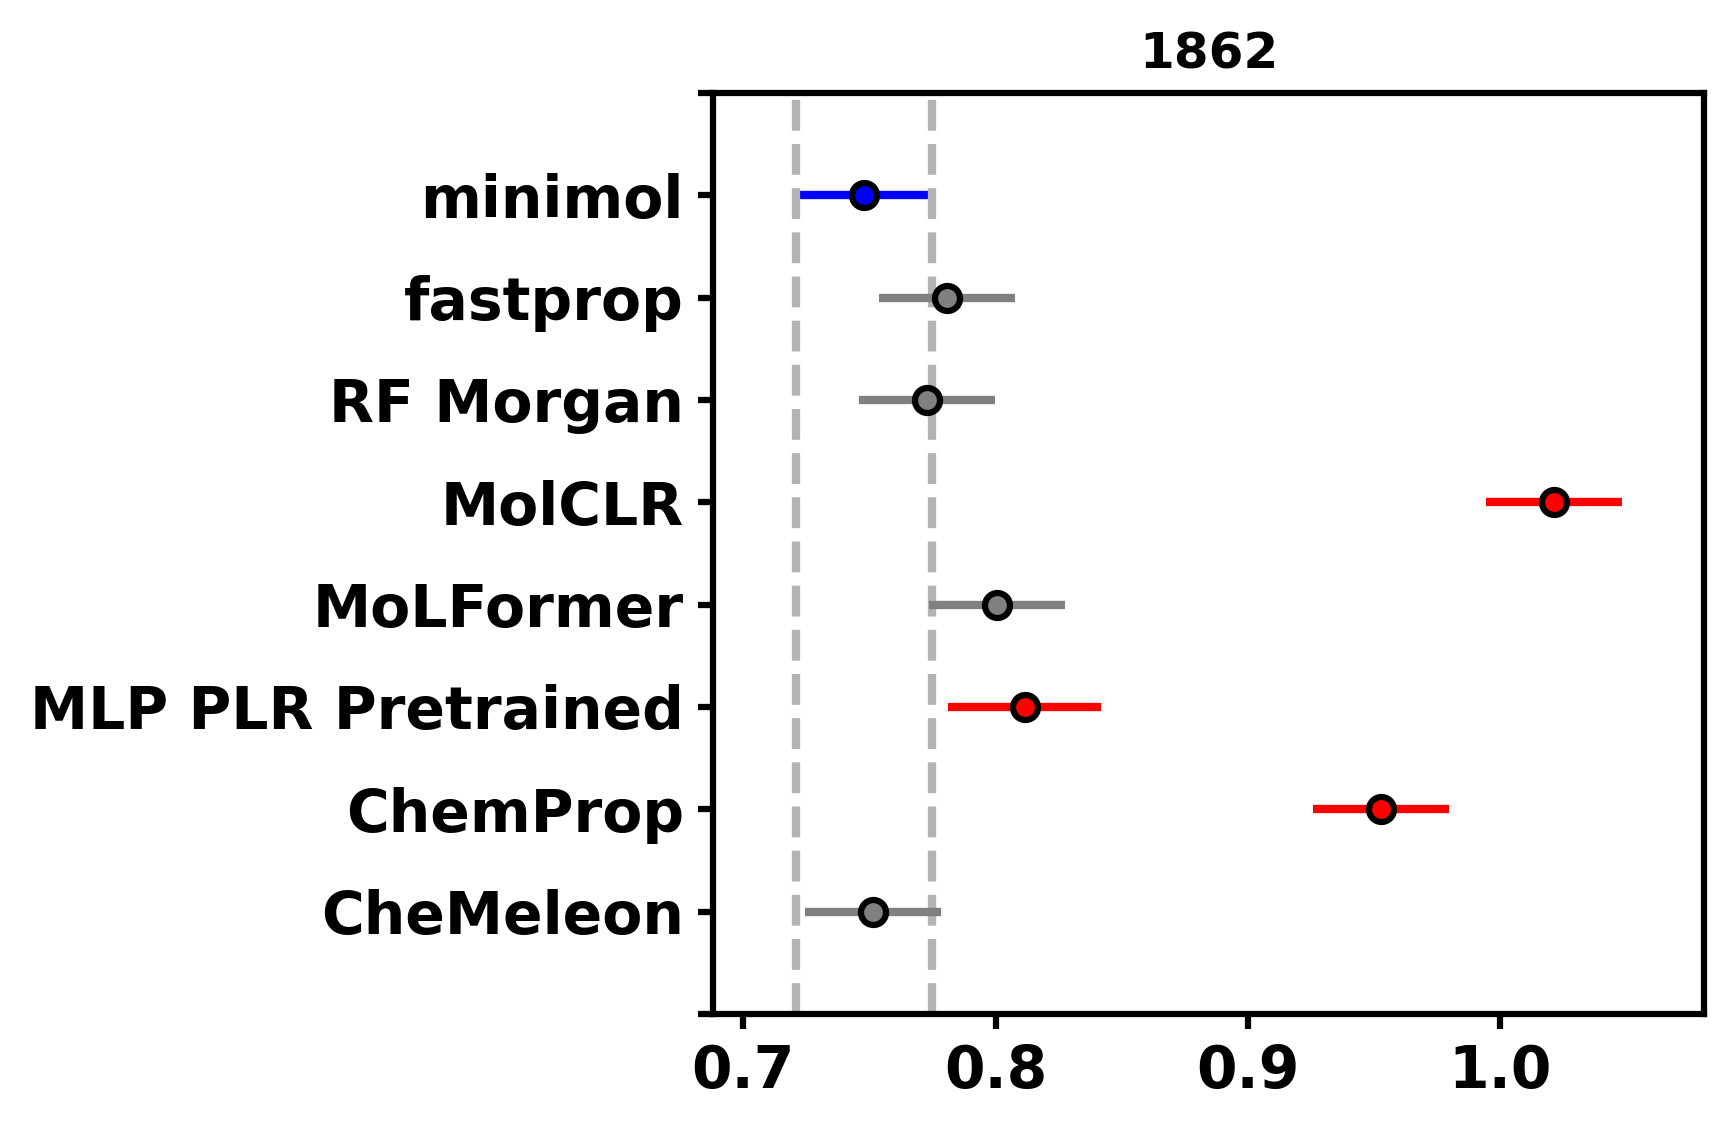 1862
minimol
fastprop
RF Morgan
MolCLR
MoLFormer
MLP PLR Pretrained
ChemProp
CheMeleon
0.7 0.8 0.9 1.0